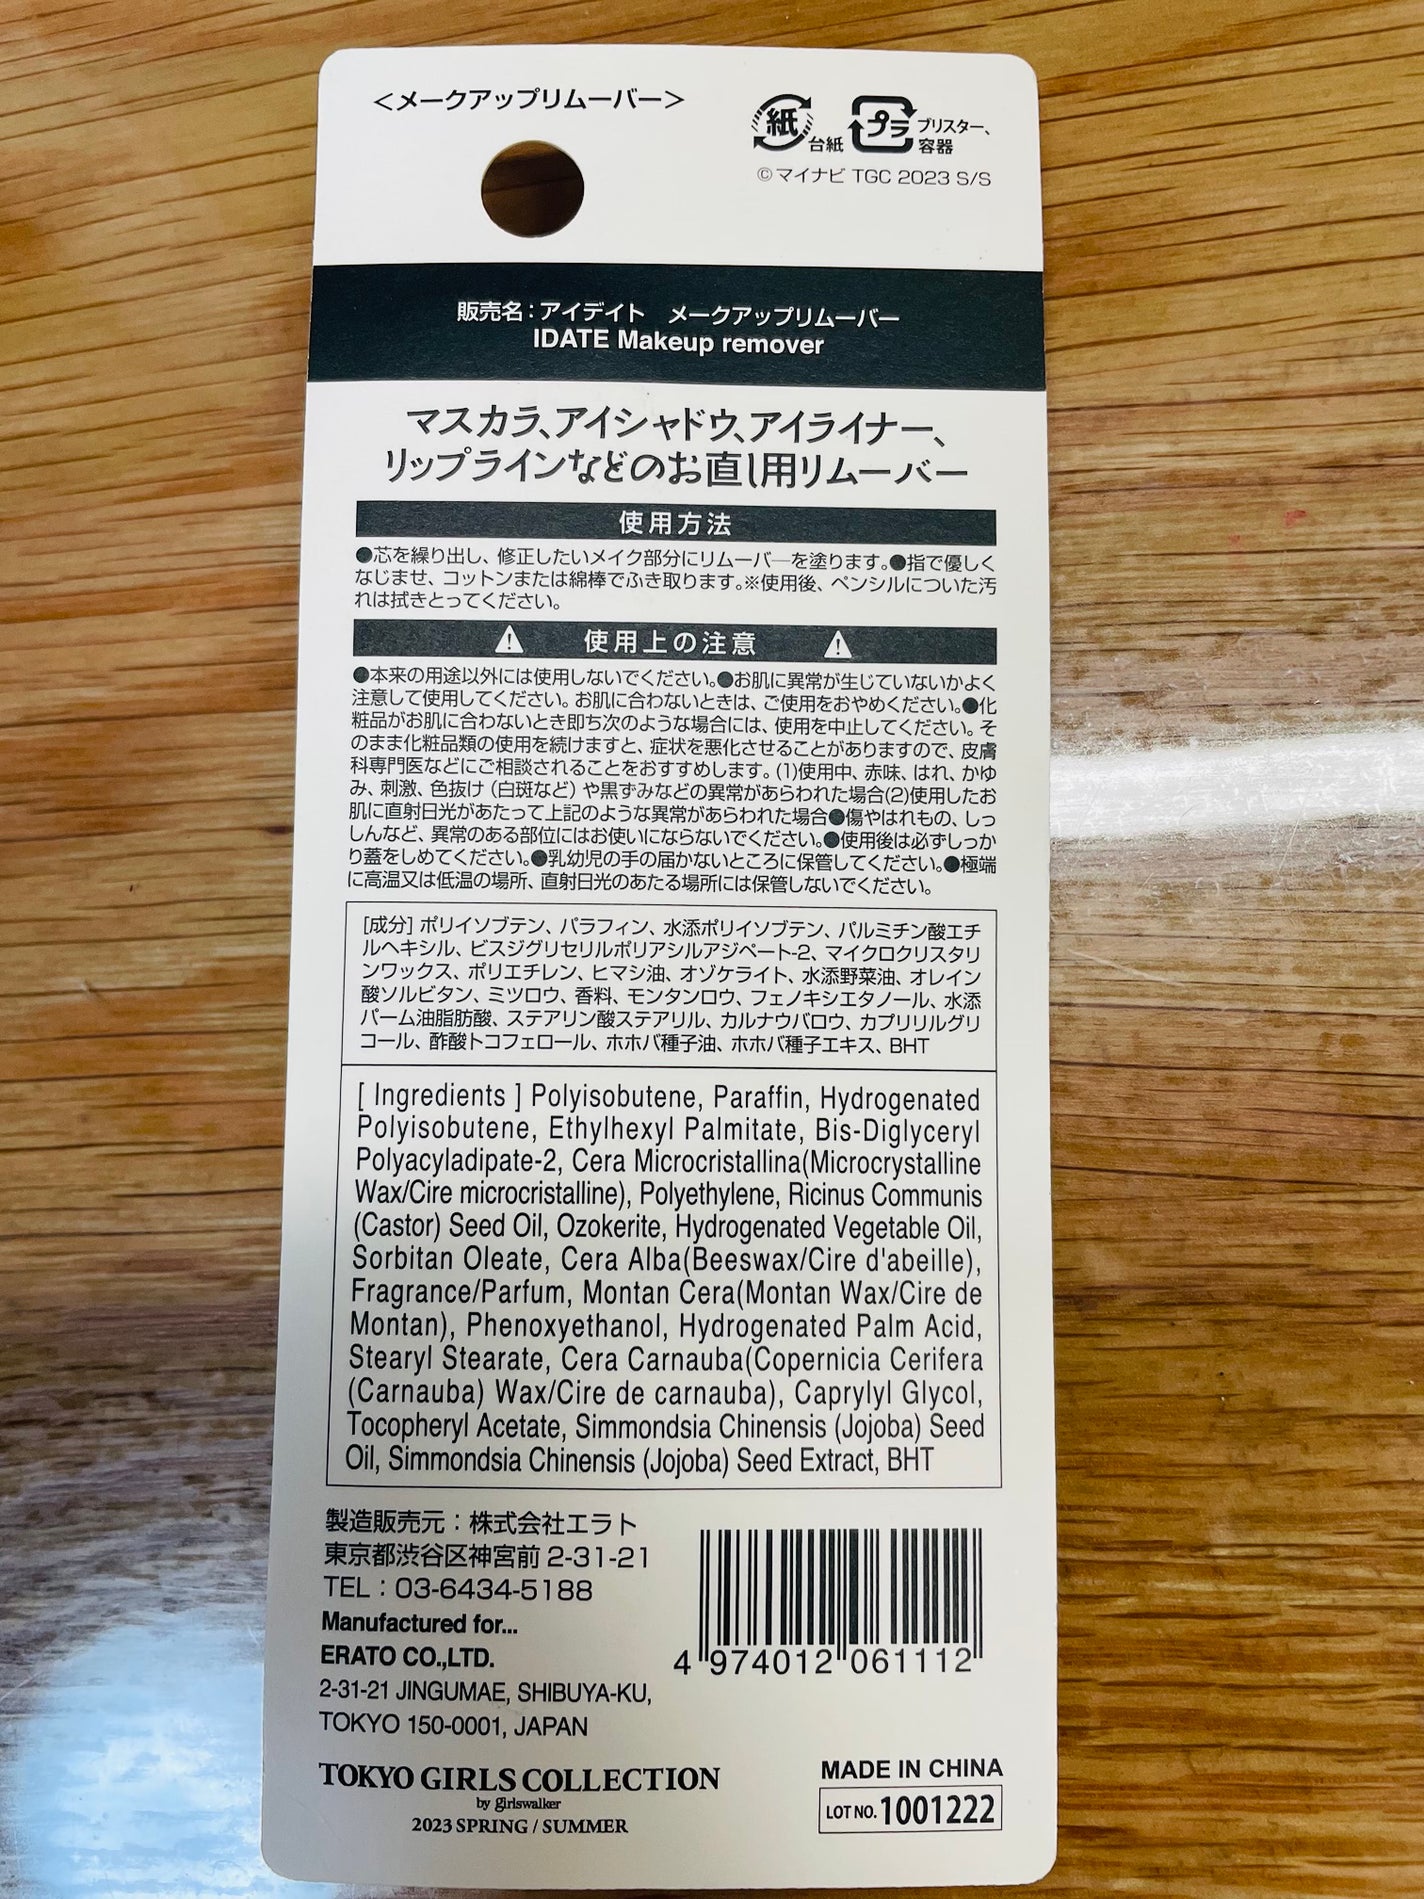 ＜メークアップリムーバー＞
紙
台紙
プラ
ブリスター、
容器
©マイナビ TGC 2023 S/S
販売名：アイデイト　メークアップリムーバー
IDATE Makeup remover
マスカラ、アイシャドウ、アイライナー、
リップラインなどのお直し用リムーバー
使用方法
●芯を繰り出し、修正したいメイク部分にリムーバ―を塗ります。●指で優しく
なじませ、コットンまたは綿棒でふき取ります。※使用後、ペンシルについた汚
れは拭きとってください。
使用上の注意
●本来の用途以外には使用しないでください。●お肌に異常が生じていないかよく
注意して使用してください。お肌に合わないときは、ご使用をおやめください。●化
粧品がお肌に合わないとき即ち次のような場合には、使用を中止してください。そ
のまま化粧品類の使用を続けますと、症状を悪化させることがありますので、皮膚
科専門医などにご相談されることをおすすめします。(1)使用中、赤味、はれ、かゆ
み、刺激、色抜け（白斑など）や黒ずみなどの異常があらわれた場合(2)使用したお
肌に直射日光があたって上記のような異常があらわれた場合●傷やはれもの、しっ
しんなど、異常のある部位にはお使いにならないでください。●使用後は必ずしっか
り蓋をしめてください。●乳幼児の手の届かないところに保管してください。●極端
に高温又は低温の場所、直射日光のあたる場所には保管しないでください。
[成分] ポリイソブテン、パラフィン、水添ポリイソブテン、パルミチン酸エチ
ルヘキシル、ビスジグリセリルポリアシルアジペート-2、マイクロクリスタリ
ンワックス、ポリエチレン、ヒマシ油、オゾケライト、水添野菜油、オレイン
酸ソルビタン、ミツロウ、香料、モンタンロウ、フェノキシエタノール、水添
パーム油脂肪酸、ステアリン酸ステアリル、カルナウバロウ、カプリリルグリ
コール、酢酸トコフェロール、ホホバ種子油、ホホバ種子エキス、BHT
[ Ingredients ] Polyisobutene, Paraffin, Hydrogenated
Polyisobutene, Ethylhexyl Palmitate, Bis-Diglyceryl
Polyacyladipate-2, Cera Microcristallina(Microcrystalline
Wax/Cire microcristalline), Polyethylene, Ricinus Communis
(Castor) Seed Oil, Ozokerite, Hydrogenated Vegetable Oil,
Sorbitan Oleate, Cera Alba(Beeswax/Cire d'abeille),
Fragrance/Parfum, Montan Cera(Montan Wax/Cire de
Montan), Phenoxyethanol, Hydrogenated Palm Acid,
Stearyl Stearate, Cera Carnauba(Copernicia Cerifera
(Carnauba) Wax/Cire de carnauba), Caprylyl Glycol,
Tocopheryl Acetate, Simmondsia Chinensis (Jojoba) Seed
Oil, Simmondsia Chinensis (Jojoba) Seed Extract, BHT
製造販売元：株式会社エラト
東京都渋谷区神宮前 2-31-21
TEL：03-6434-5188
Manufactured for...
ERATO CO.,LTD.
2-31-21 JINGUMAE, SHIBUYA-KU,
TOKYO 150-0001, JAPAN
4 974012 061112
TOKYO GIRLS COLLECTION
by girlswalker
2023 SPRING / SUMMER
MADE IN CHINA
LOT NO. 1001222